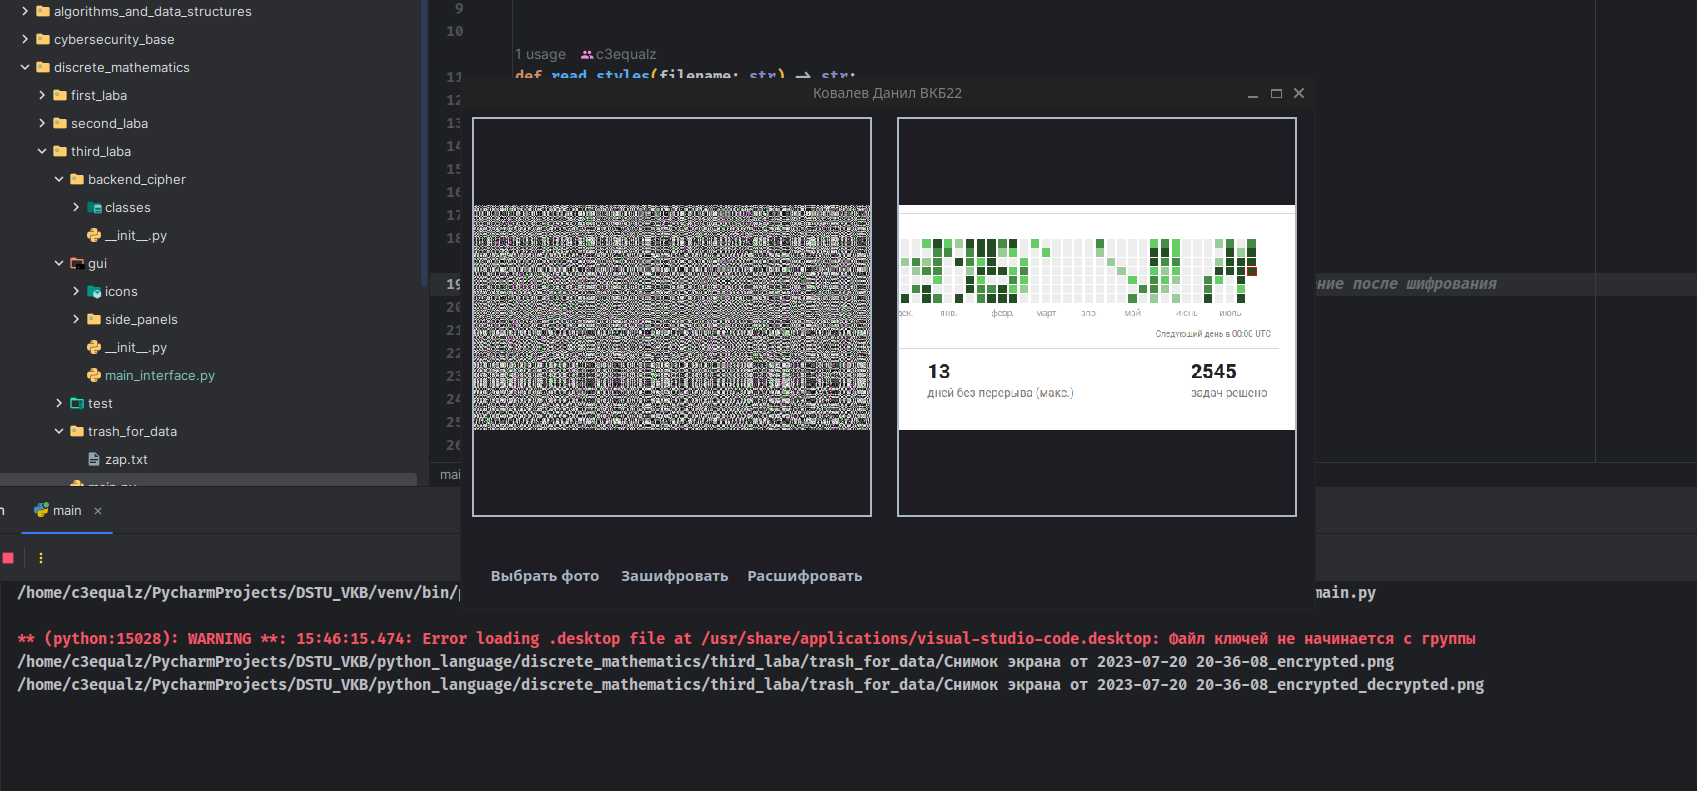 algorithms_and_data_structures
cybersecurity_base
discrete_mathematics
first_laba
second_laba
third_laba
backend_cipher
classes
__init__.py
gui
icons
side_panels
__init__.py
main_interface.py
test
trash_for_data
zap.txt
main.py
9
10
1 usage c3equalz
11 def read_styles(filename: str) → str:
12
13
14
15
16
17
18
19
20
21
22
23
24
25
26
ние после шифрования
mai
Ковалев Данил ВКБ22
дек. янв. февр. март апр май июнь июль
Следующий день в 00:00 UTC
13 2545
дней без перерыва (макс.) задач решено
Выбрать фото Зашифровать Расшифровать
main
/home/c3equalz/PycharmProjects/DSTU_VKB/venv/bin/ main.py
** (python:15028): WARNING **: 15:46:15.474: Error loading .desktop file at /usr/share/applications/visual-studio-code.desktop: Файл ключей не начинается с группы
/home/c3equalz/PycharmProjects/DSTU_VKB/python_language/discrete_mathematics/third_laba/trash_for_data/Снимок экрана от 2023-07-20 20-36-08_encrypted.png
/home/c3equalz/PycharmProjects/DSTU_VKB/python_language/discrete_mathematics/third_laba/trash_for_data/Снимок экрана от 2023-07-20 20-36-08_encrypted_decrypted.png